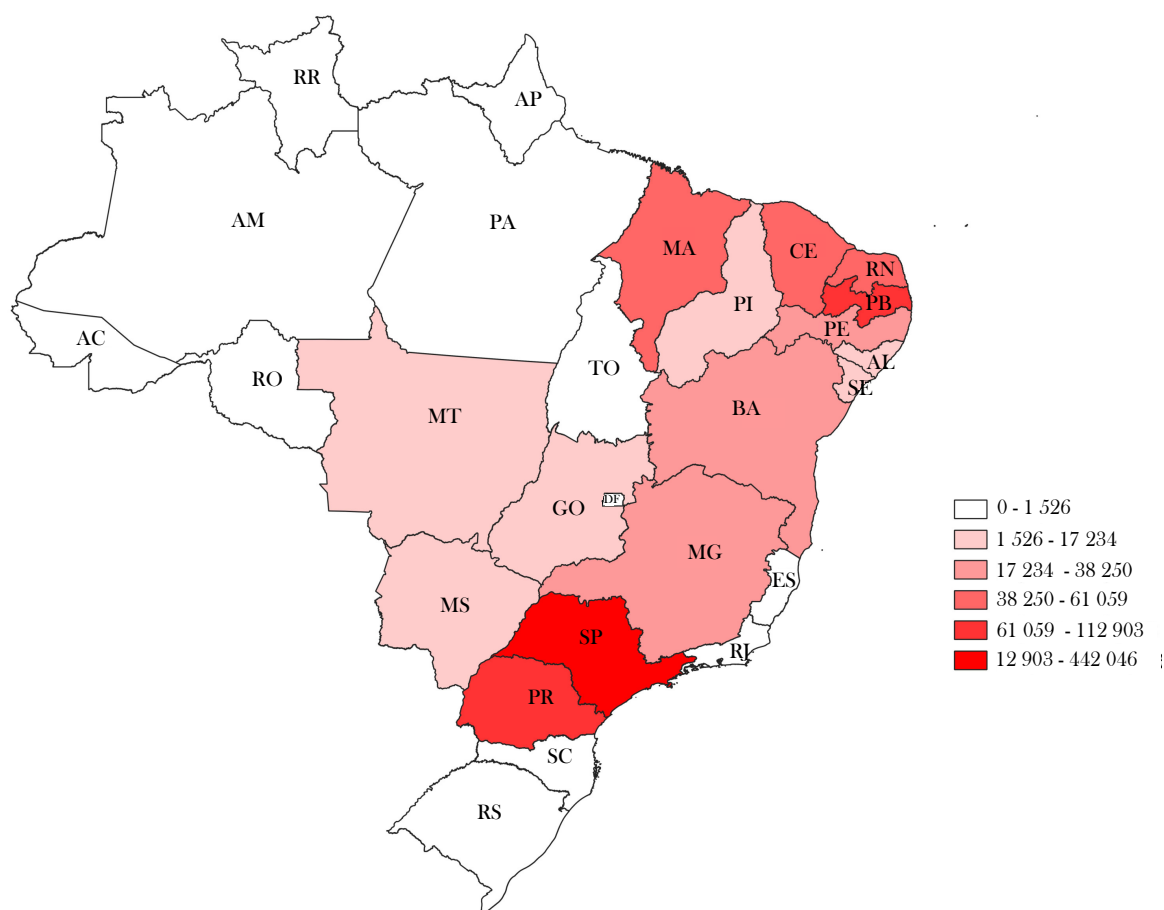 RR
AP
AM
PA
MA
CE
RN
PB
PI
PE
AC
TO
AL
RO
SE
BA
MT
DF
GO
MG
ES
MS
SP
RJ
PR
SC
RS
0 - 1 526
1 526 - 17 234
17 234 - 38 250
38 250 - 61 059
61 059 - 112 903
12 903 - 442 046